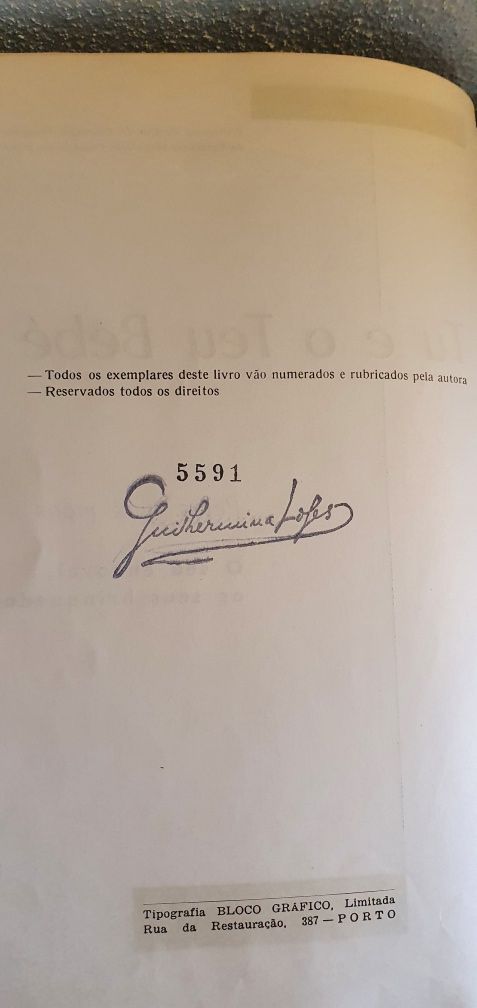 — Todos os exemplares deste livro vão numerados e rubricados pela autora
— Reservados todos os direitos
5591
Guilhermina Lopes
Tipografia BLOCO GRÁFICO, Limitada
Rua da Restauração, 387 — PORTO